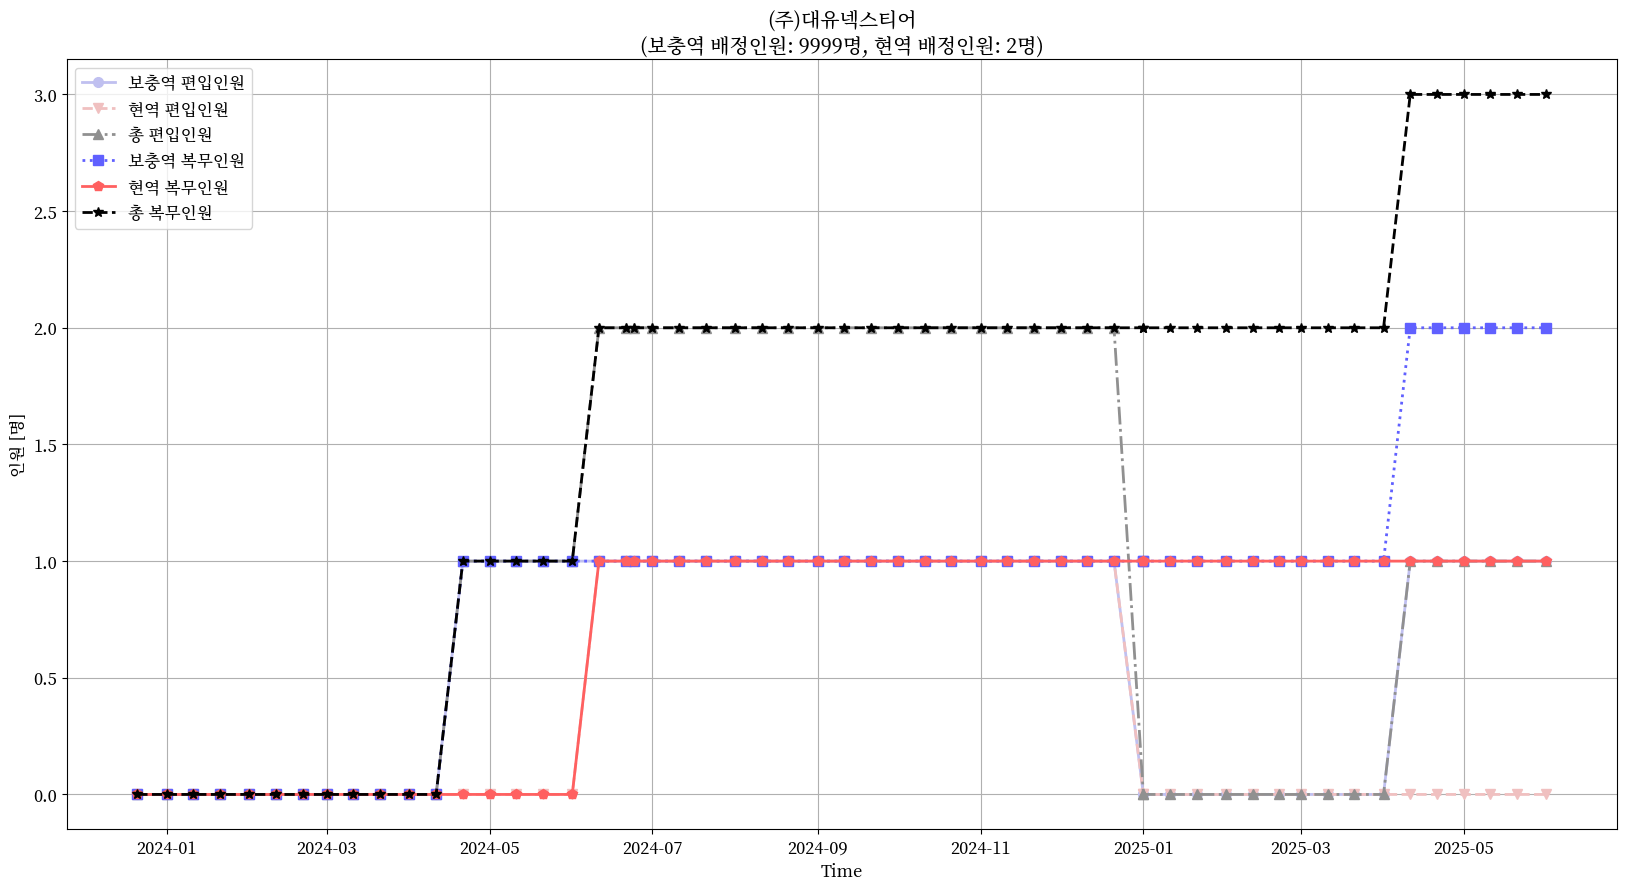 (주)대유넥스티어
(보충역 배정인원: 9999명, 현역 배정인원: 2명)
보충역 편입인원
현역 편입인원
총 편입인원
보충역 복무인원
현역 복무인원
총 복무인원
인원 [명]
3.0
2.5
2.0
1.5
1.0
0.5
0.0
2024-01
2024-03
2024-05
2024-07
2024-09
2024-11
2025-01
2025-03
2025-05
Time